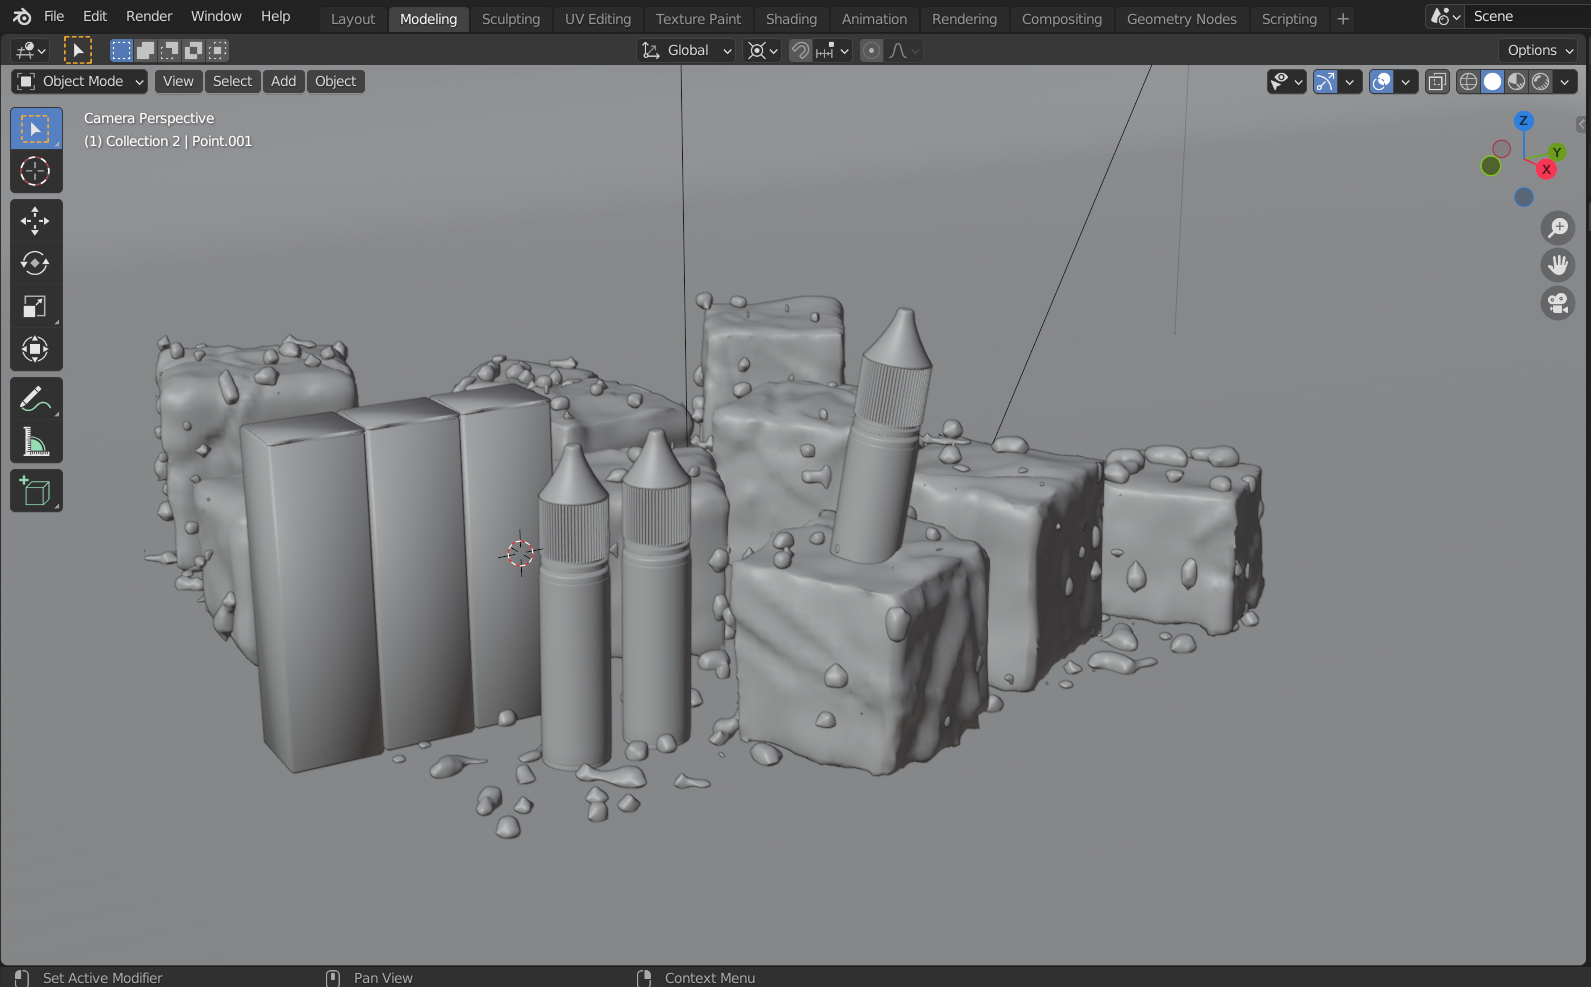 File Edit Render Window Help Layout Modeling Sculpting UV Editing Texture Paint Shading Animation Rendering Compositing Geometry Nodes Scripting + Scene
Global Options
Object Mode View Select Add Object
Camera Perspective
(1) Collection 2 | Point.001
Z
Y
X
Set Active Modifier Pan View Context Menu